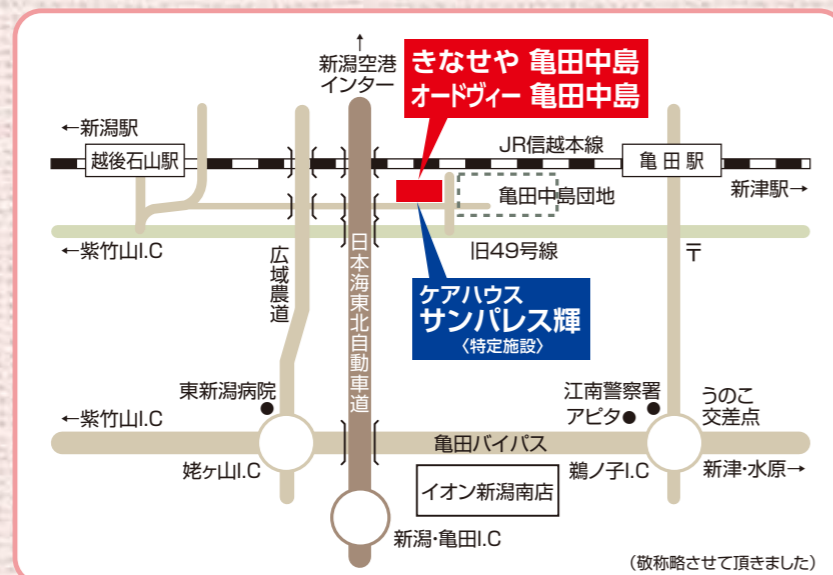 ↑
新潟空港
インター
きなせや 亀田中島
オードヴィー 亀田中島
←新潟駅
JR信越本線
越後石山駅
亀田駅
亀田中島団地
新津駅→
←紫竹山I.C
旧49号線
〒
広域農道
日本海東北自動車道
ケアハウス
サンパレス輝
〈特定施設〉
東新潟病院
江南警察署
アピタ
うのこ
交差点
←紫竹山I.C
亀田バイパス
姥ヶ山I.C
イオン新潟南店
鵜ノ子I.C
新津・水原→
新潟・亀田I.C
(敬称略させて頂きました)